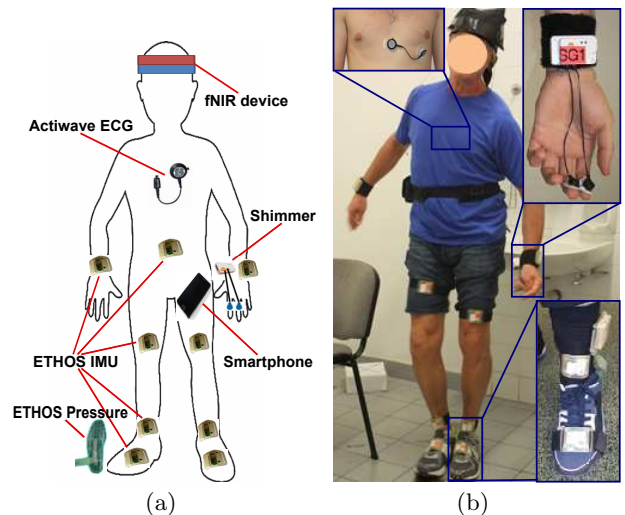 fNIR device
Actiwave ECG
Shimmer
SG1
ETHOS IMU
Smartphone
ETHOS Pressure
(a)
(b)